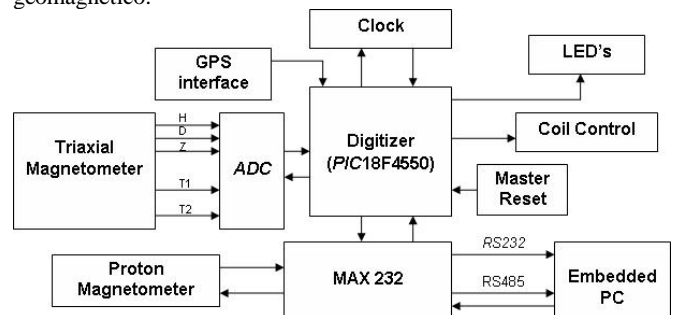 geomagnético.
Clock
GPS
interface
LED's
Triaxial
Magnetometer
H
D
Z
T1
T2
ADC
Digitizer
(PIC18F4550)
Coil Control
Master
Reset
Proton
Magnetometer
MAX 232
RS232
RS485
Embedded
PC